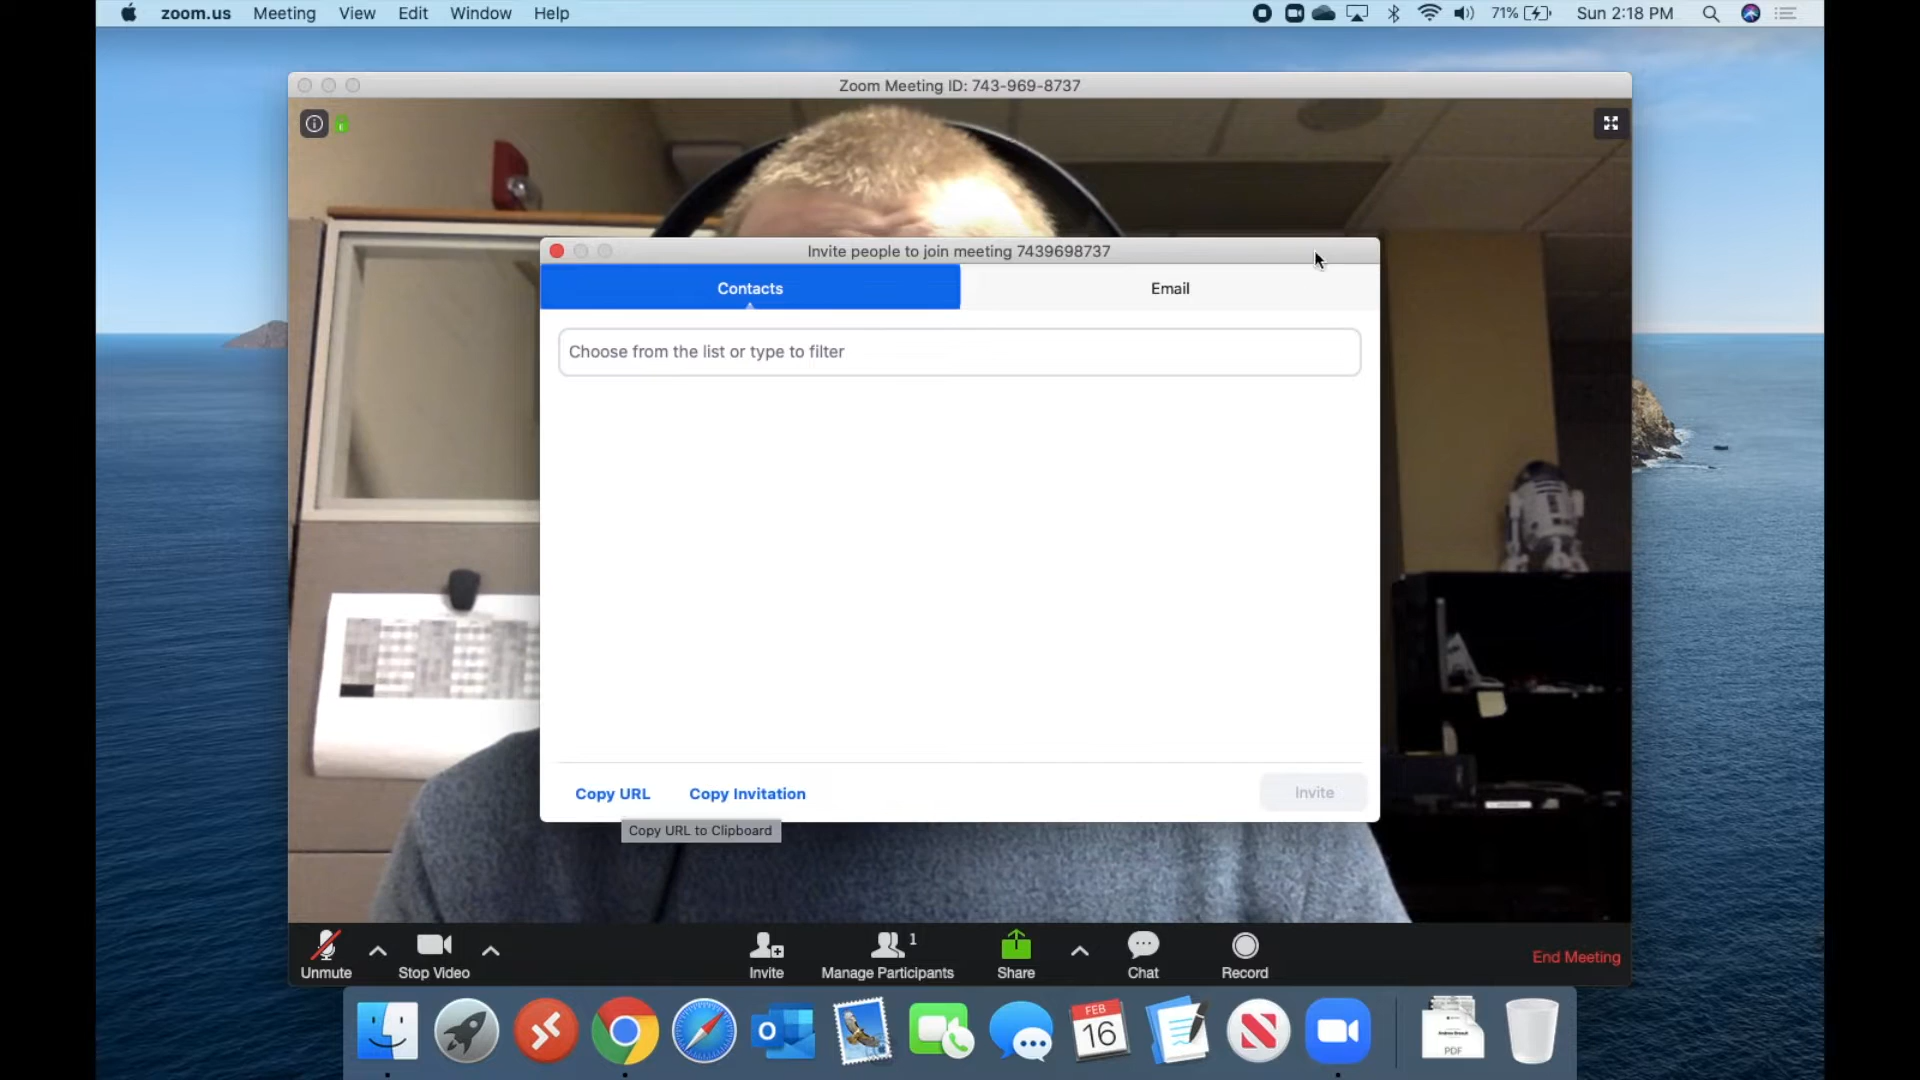 zoom.us Meeting View Edit Window Help 71% Sun 2:18 PM
Zoom Meeting ID: 743-969-8737
Invite people to join meeting 7439698737
Contacts Email
Choose from the list or type to filter
Copy URL Copy Invitation Invite
Copy URL to Clipboard
1
Unmute Stop Video Invite Manage Participants Share Chat Record End Meeting
FEB
16
PDF